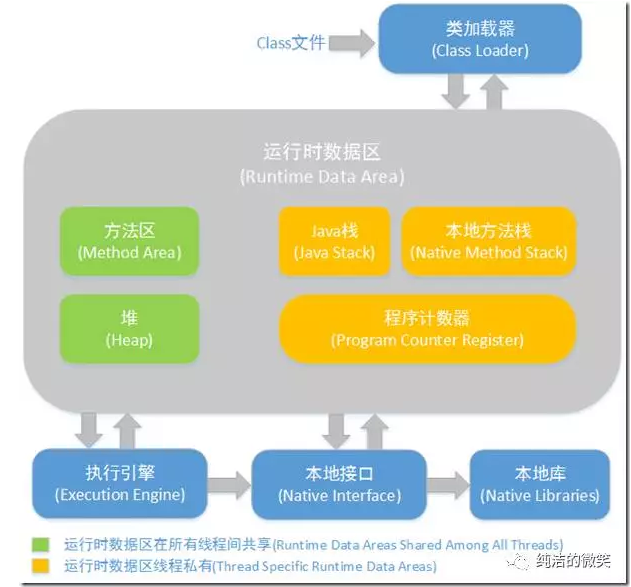 类加载器
Class文件
(Class Loader)
运行时数据区
(Runtime Data Area)
方法区
(Method Area)
Java栈
(Java Stack)
本地方法栈
(Native Method Stack)
堆
(Heap)
程序计数器
(Program Counter Register)
执行引擎
(Execution Engine)
本地接口
(Native Interface)
本地库
(Native Libraries)
运行时数据区在所有线程间共享(Runtime Data Areas Shared Among All Threads)
运行时数据区线程私有(Thread Specific Runtime Data Areas)
纯洁的微笑